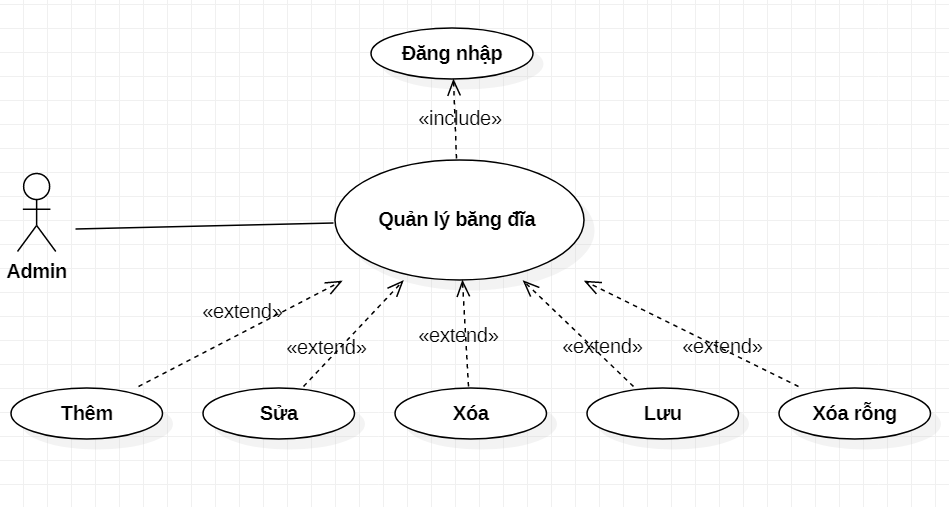 Đăng nhập
«include»
Quản lý băng đĩa
Admin
«extend»
«extend»
«extend»
«extend»
«extend»
Thêm
Sửa
Xóa
Lưu
Xóa rỗng